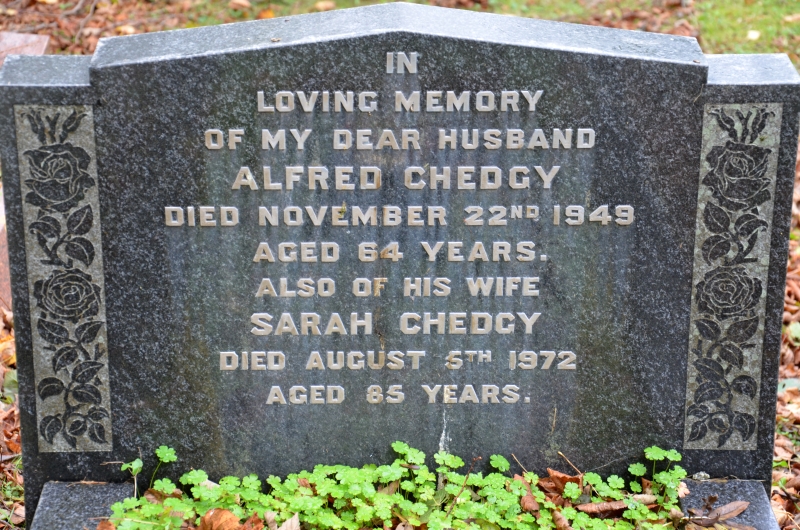 IN
LOVING MEMORY
OF MY DEAR HUSBAND
ALFRED CHEDGY
DIED NOVEMBER 22ND 1949
AGED 64 YEARS.
ALSO OF HIS WIFE
SARAH CHEDGY
DIED AUGUST 5TH 1972
AGED 85 YEARS.